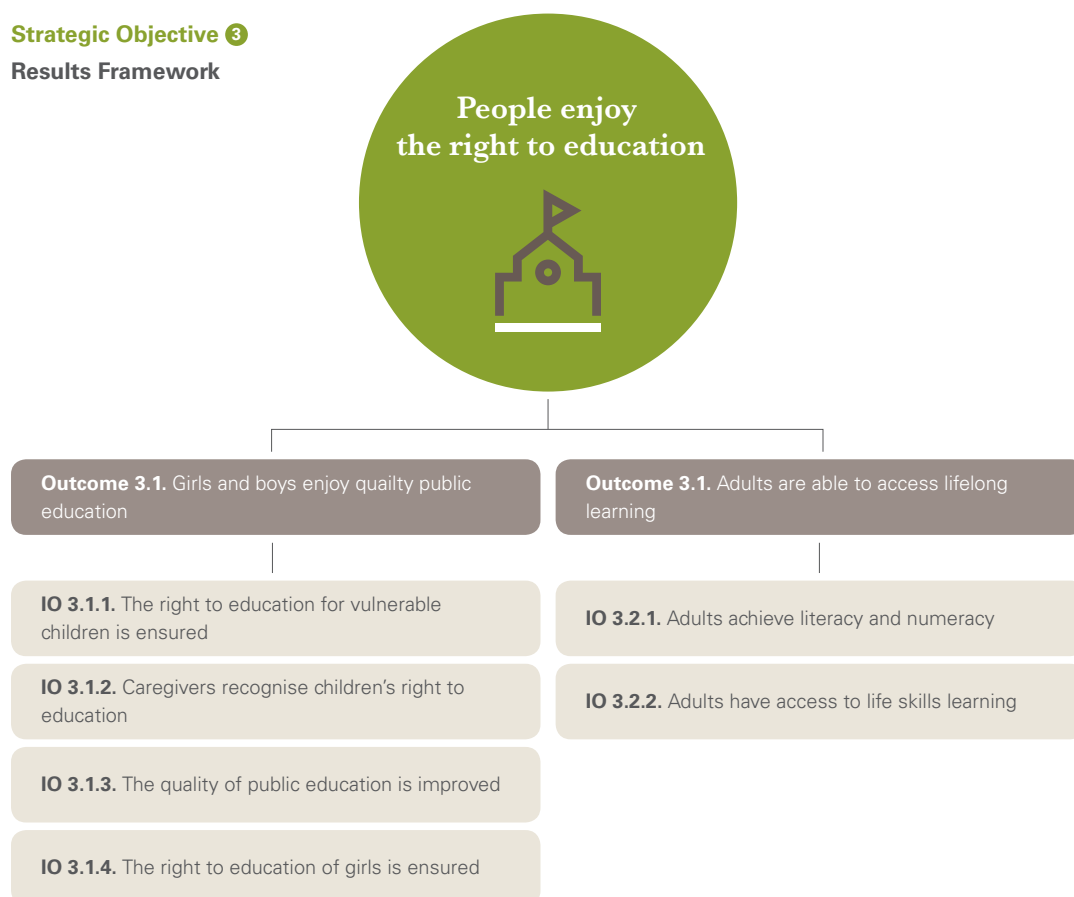 Strategic Objective 3
Results Framework
People enjoy
the right to education
Outcome 3.1. Girls and boys enjoy quailty public
education
IO 3.1.1. The right to education for vulnerable
children is ensured
IO 3.1.2. Caregivers recognise children's right to
education
IO 3.1.3. The quality of public education is improved
IO 3.1.4. The right to education of girls is ensured
Outcome 3.1. Adults are able to access lifelong
learning
IO 3.2.1. Adults achieve literacy and numeracy
IO 3.2.2. Adults have access to life skills learning